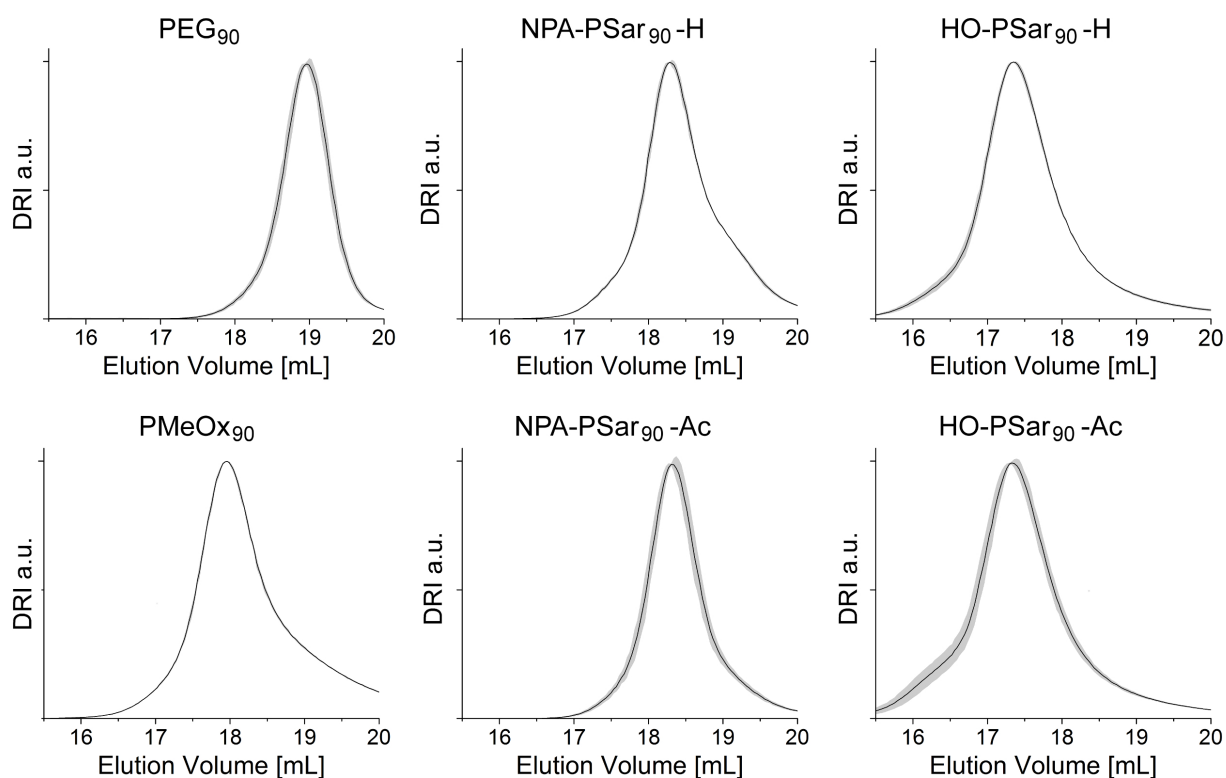 PEG₉₀
NPA-PSar₉₀-H
HO-PSar₉₀-H
DRI a.u.
DRI a.u.
DRI a.u.
16 17 18 19 20
16 17 18 19 20
16 17 18 19 20
Elution Volume [mL]
Elution Volume [mL]
Elution Volume [mL]
PMeOx₉₀
NPA-PSar₉₀-Ac
HO-PSar₉₀-Ac
DRI a.u.
DRI a.u.
DRI a.u.
16 17 18 19 20
16 17 18 19 20
16 17 18 19 20
Elution Volume [mL]
Elution Volume [mL]
Elution Volume [mL]